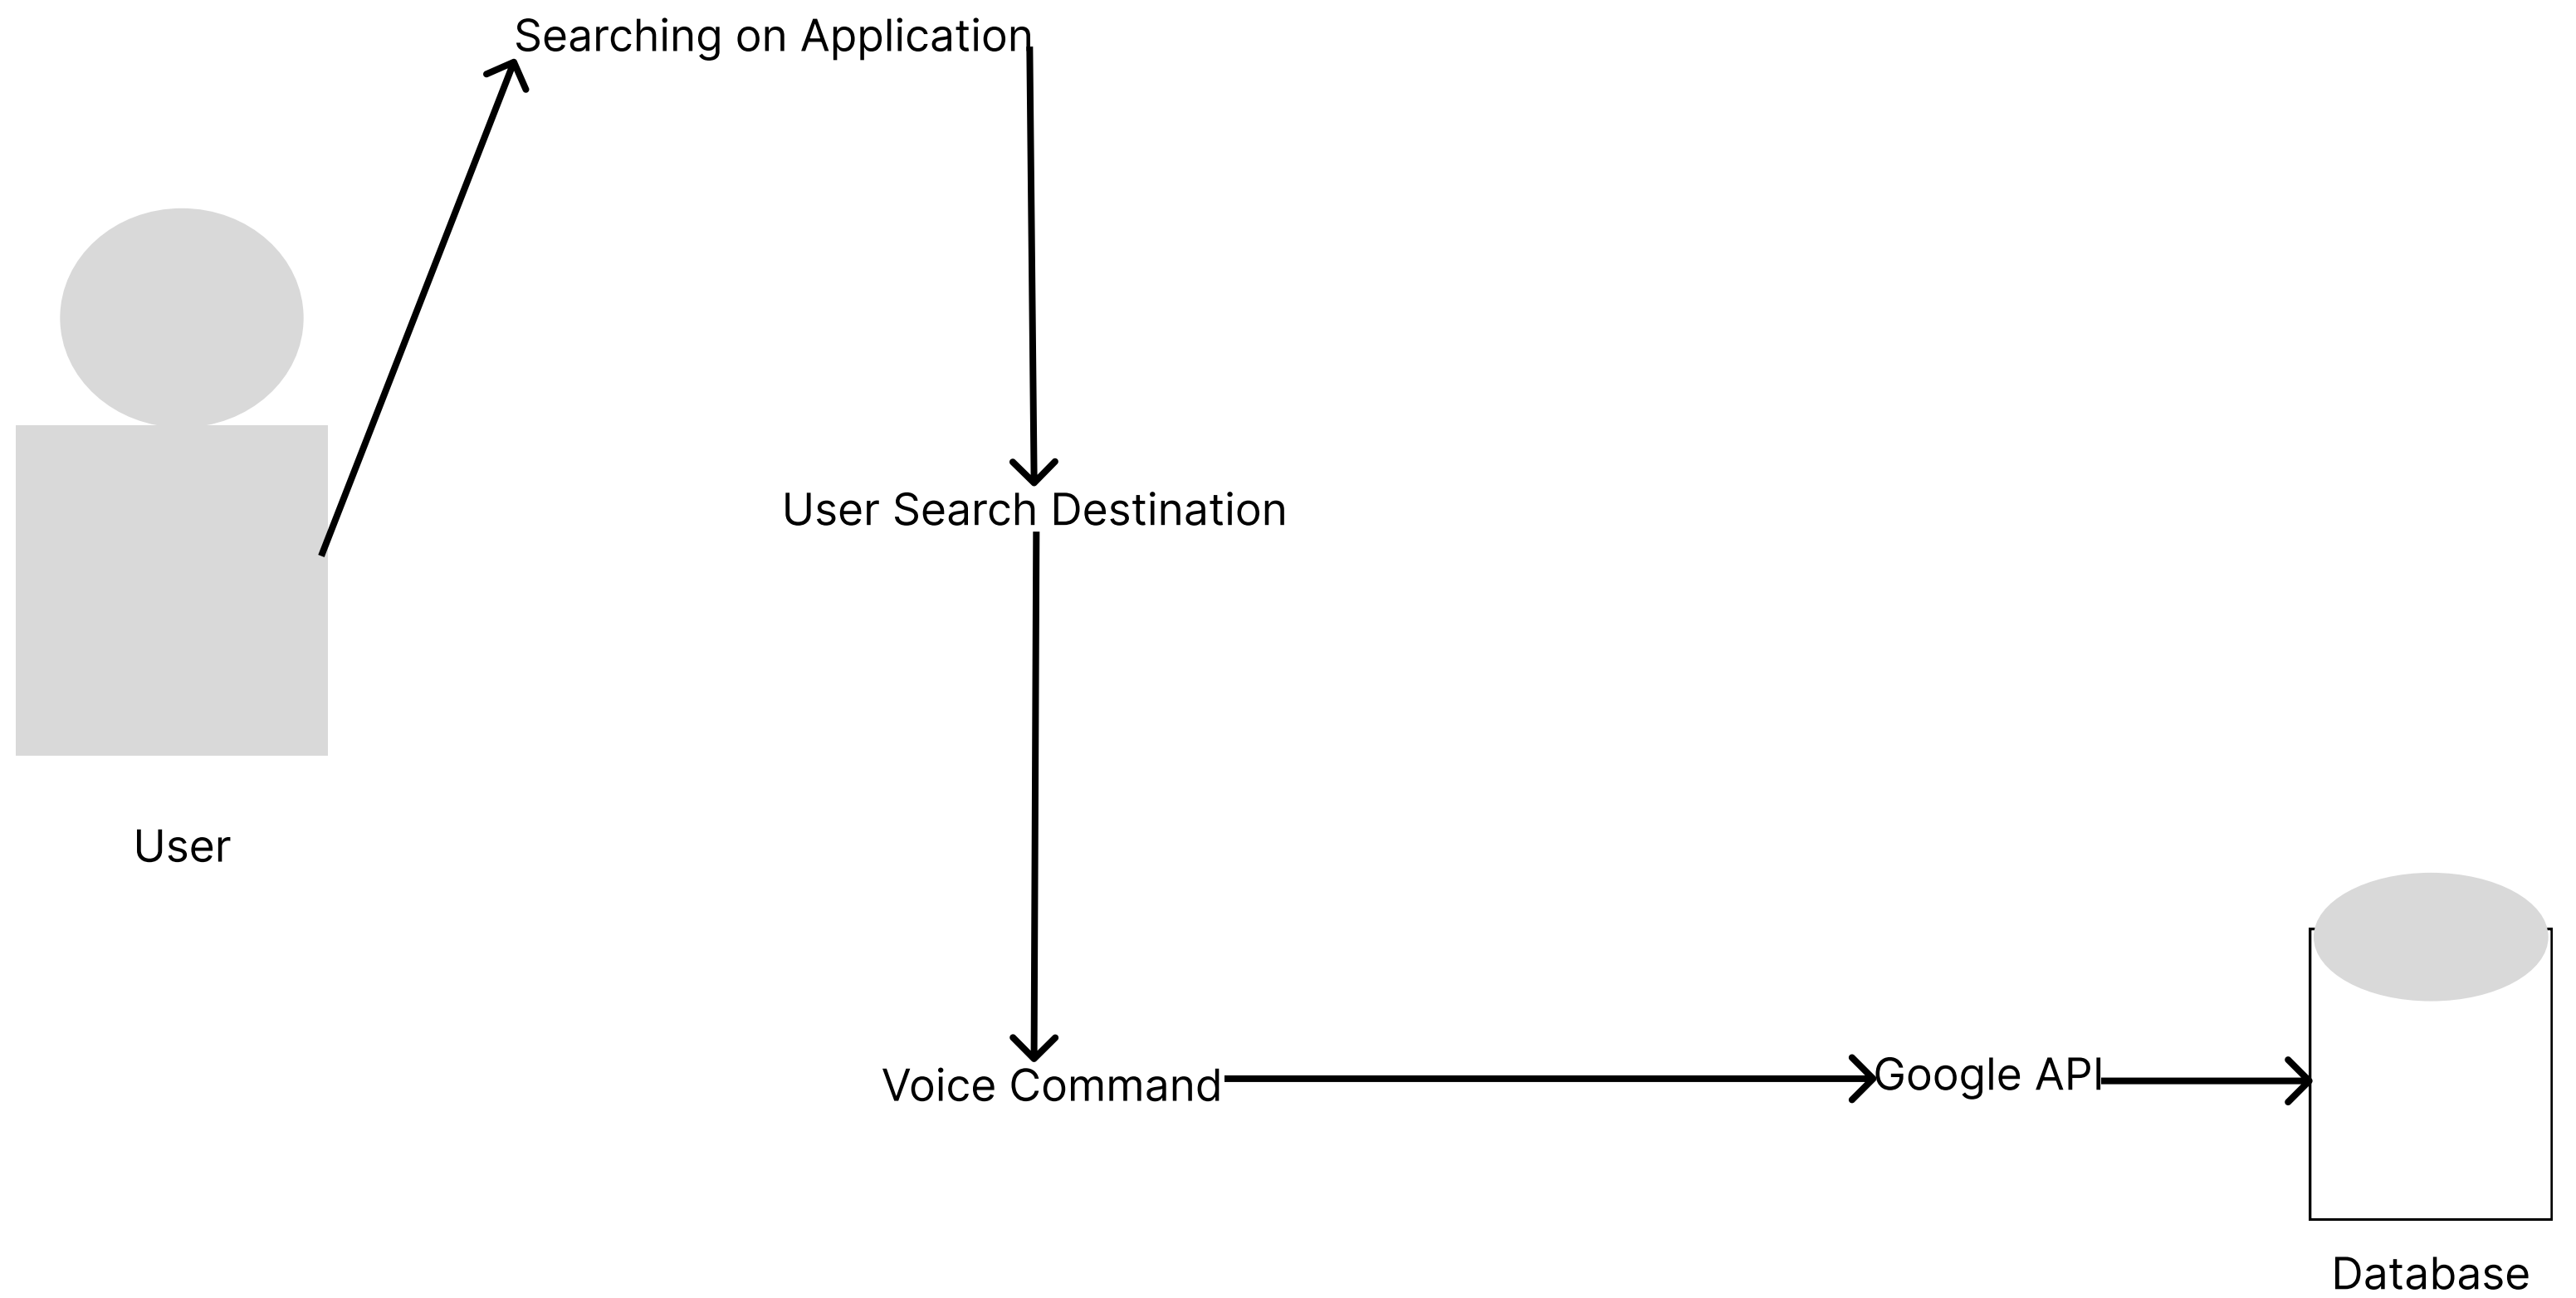 Searching on Application
User Search Destination
User
Voice Command
Google API
Database